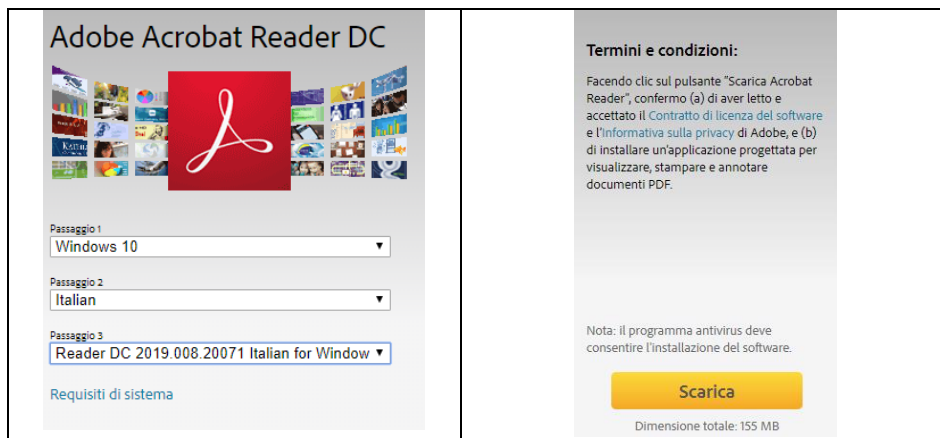 Adobe Acrobat Reader DC
Passaggio 1
Windows 10
Passaggio 2
Italian
Passaggio 3
Reader DC 2019.008.20071 Italian for Window
Requisiti di sistema
Termini e condizioni:
Facendo clic sul pulsante "Scarica Acrobat
Reader", confermo (a) di aver letto e
accettato il Contratto di licenza del software
e l'Informativa sulla privacy di Adobe, e (b)
di installare un'applicazione progettata per
visualizzare, stampare e annotare
documenti PDF.
Nota: il programma antivirus deve
consentire l'installazione del software.
Scarica
Dimensione totale: 155 MB